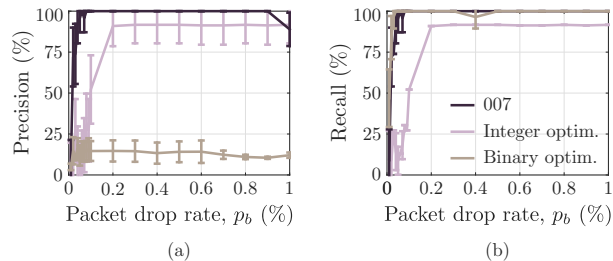 100
75
50
25
0
Precision (%)
0 0.2 0.4 0.6 0.8 1
Packet drop rate, p_b (%)
(a)
100
75
50
25
0
Recall (%)
007
Integer optim.
Binary optim.
0 0.2 0.4 0.6 0.8 1
Packet drop rate, p_b (%)
(b)